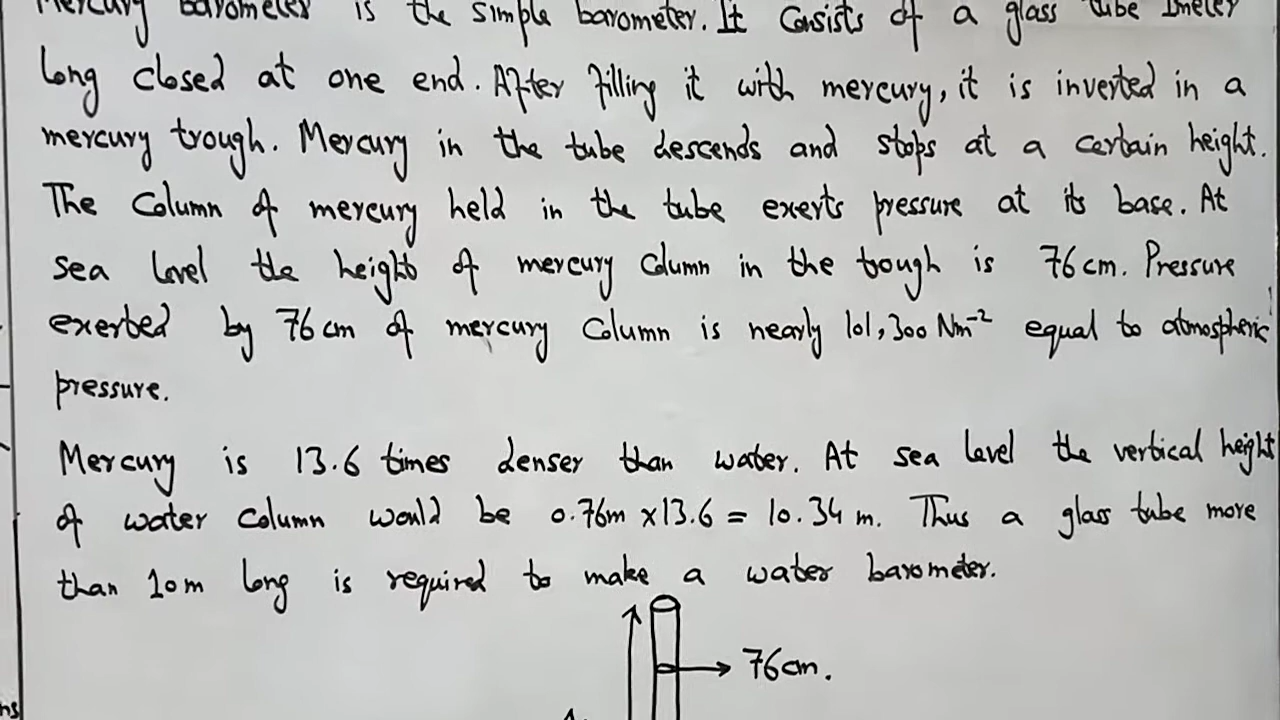 Mercury barometer is the simple barometer. It Consists of a glass tube 1meter
long closed at one end. After filling it with mercury, it is inverted in a
mercury trough. Mercury in the tube descends and stops at a certain height.
The Column of mercury held in the tube exerts pressure at its base. At
sea level the height of mercury Column in the trough is 76 cm. Pressure
exerted by 76 cm of mercury Column is nearly 101,300 Nm⁻² equal to atmospheric
pressure.
Mercury is 13.6 times denser than water. At sea level the vertical height
of water Column would be 0.76m × 13.6 = 10.34 m. Thus a glass tube more
than 10m long is required to make a water barometer.
76cm.
ns